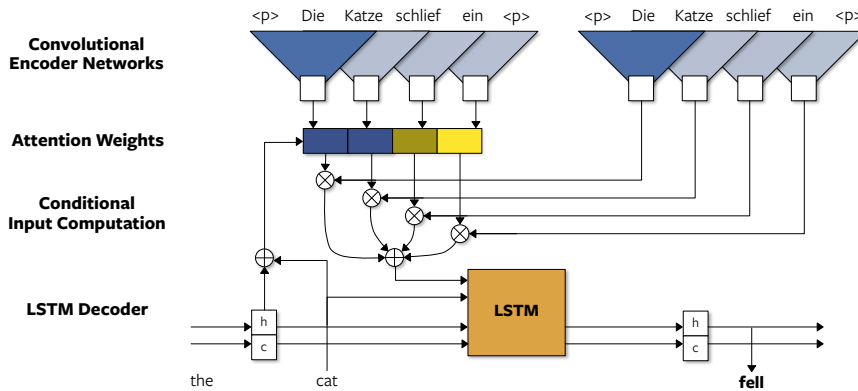 <p> Die Katze schlief ein <p> <p> Die Katze schlief ein <p>
Convolutional
Encoder Networks
Attention Weights
Conditional
Input Computation
LSTM Decoder
LSTM
h h
c c
the cat fell